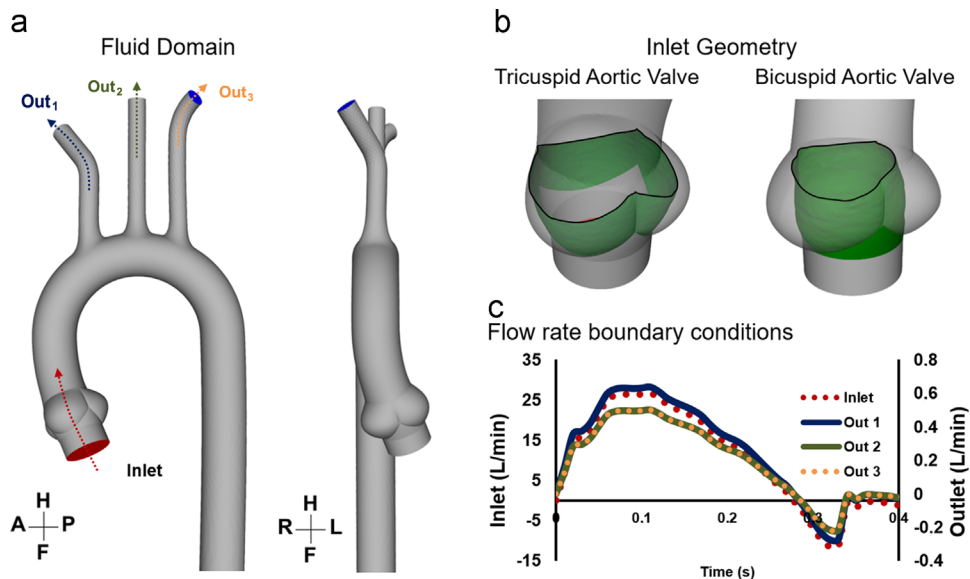 a
Fluid Domain
Out1
Out2
Out3
Inlet
H
A P
F
H
R L
F
b
Inlet Geometry
Tricuspid Aortic Valve Bicuspid Aortic Valve
c
Flow rate boundary conditions
35
25
15
5
-5
-15
Inlet (L/min)
0.8
0.6
0.4
0.2
0
-0.2
-0.4
Outlet (L/min)
Inlet
Out 1
Out 2
Out 3
0 0.1 0.2 0.3 0.4
Time (s)